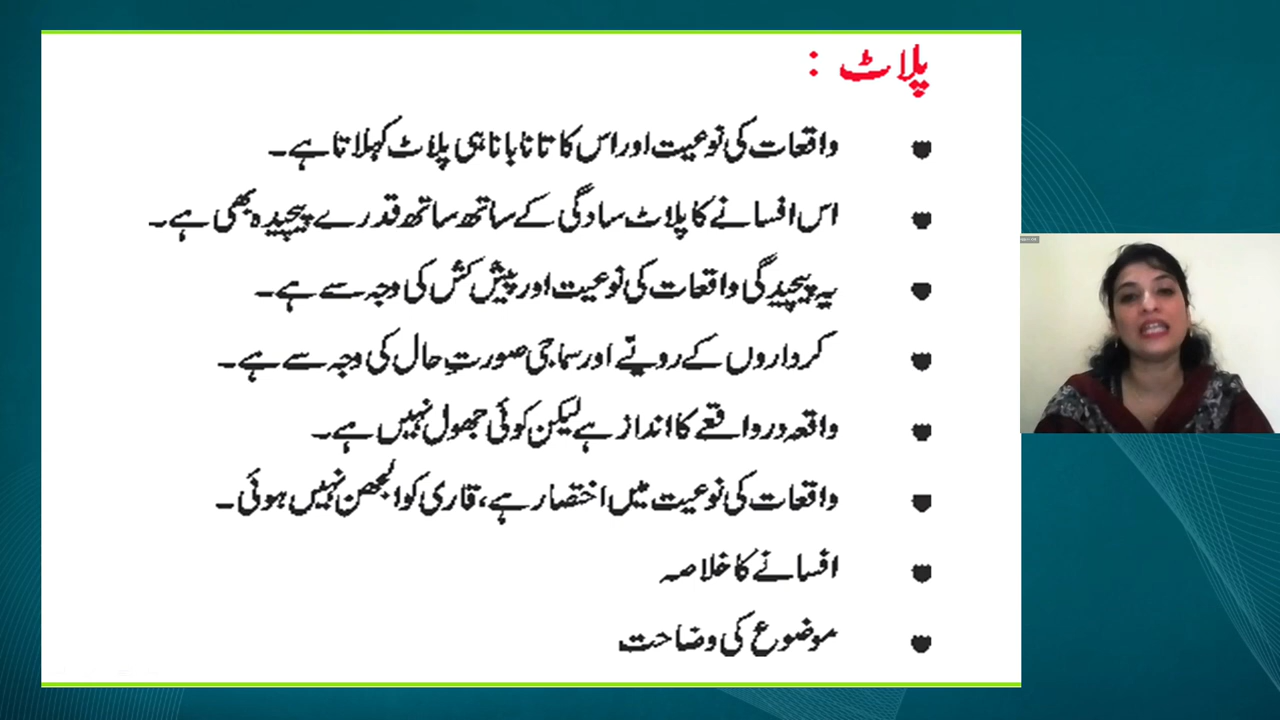 پلاٹ :
واقعات کی نوعیت اور اس کا تانا بانا ہی پلاٹ کہلاتا ہے۔
اس افسانے کا پلاٹ سادگی کے ساتھ ساتھ قدرے پیچیدہ بھی ہے۔
یہ پیچیدگی واقعات کی نوعیت اور پیش کش کی وجہ سے ہے۔
کرداروں کے رویّے اور سماجی صورتِ حال کی وجہ سے ہے۔
واقعہ در واقعے کا انداز ہے لیکن کوئی جھول نہیں ہے۔
واقعات کی نوعیت میں اختصار ہے، قاری کو الجھن نہیں ہوئی۔
افسانے کا خلاصہ
موضوع کی وضاحت